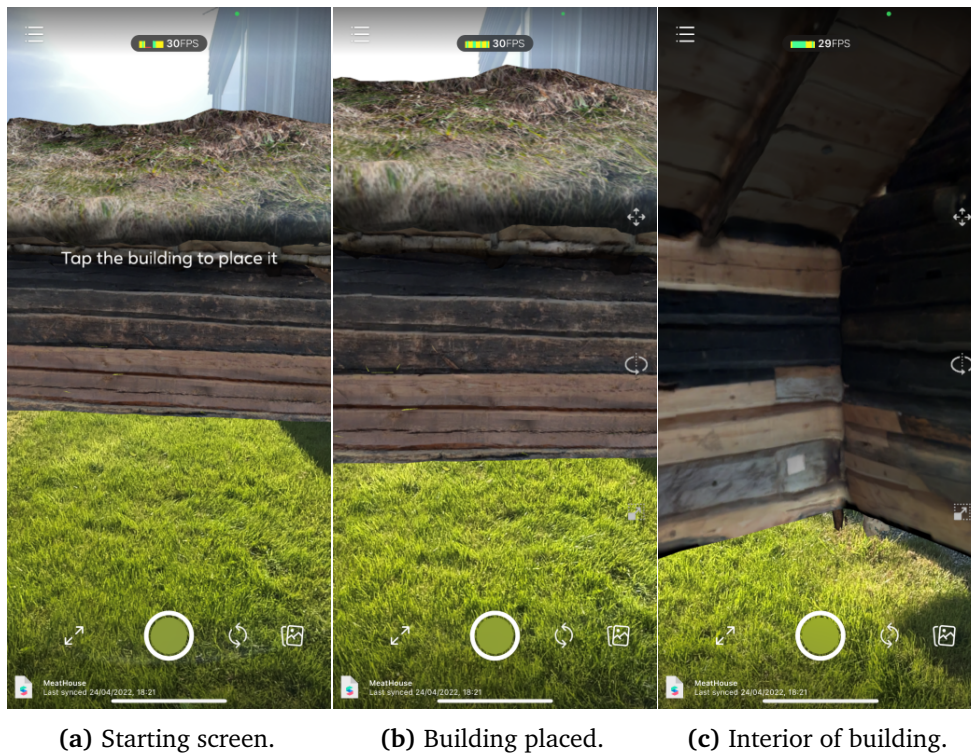 30FPS
30FPS
29FPS
Tap the building to place it
MeatHouse
Last synced 24/04/2022, 18:21
MeatHouse
Last synced 24/04/2022, 18:21
MeatHouse
Last synced 24/04/2022, 18:21
(a) Starting screen.
(b) Building placed.
(c) Interior of building.